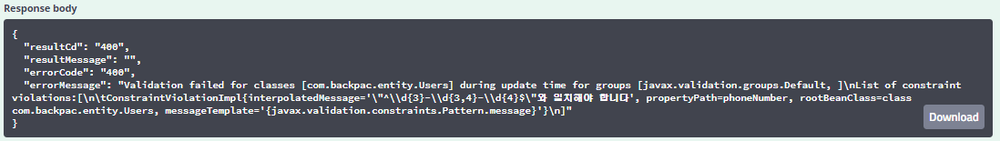 Response body
{
  "resultCd": "400",
  "resultMessage": "",
  "errorCode": "400",
  "errorMessage": "Validation failed for classes [com.backpac.entity.Users] during update time for groups [javax.validation.groups.Default, ]\nList of constraint
violations:[\n\tConstraintViolationImpl{interpolatedMessage='\"^\\d{3}-\\d{3,4}-\\d{4}$\"와 일치해야 합니다', propertyPath=phoneNumber, rootBeanClass=class
com.backpac.entity.Users, messageTemplate='{javax.validation.constraints.Pattern.message}'}\n]"
}
Download